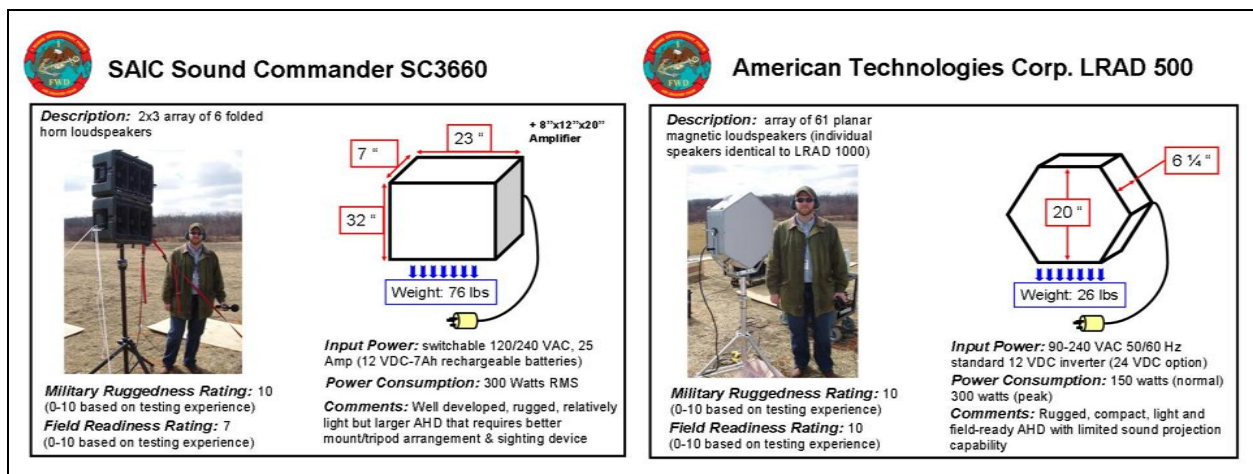 SAIC Sound Commander SC3660
Description: 2x3 array of 6 folded
horn loudspeakers
+ 8”x12”x20”
Amplifier
23 “
7 “
32 “
Weight: 76 lbs
Input Power: switchable 120/240 VAC, 25
Amp (12 VDC-7Ah rechargeable batteries)
Power Consumption: 300 Watts RMS
Comments: Well developed, rugged, relatively
light but larger AHD that requires better
mount/tripod arrangement & sighting device
Military Ruggedness Rating: 10
(0-10 based on testing experience)
Field Readiness Rating: 7
(0-10 based on testing experience)
American Technologies Corp. LRAD 500
Description: array of 61 planar
magnetic loudspeakers (individual
speakers identical to LRAD 1000)
6 ¼ “
20 “
Weight: 26 lbs
Input Power: 90-240 VAC 50/60 Hz
standard 12 VDC inverter (24 VDC option)
Power Consumption: 150 watts (normal)
300 watts (peak)
Comments: Rugged, compact, light and
field-ready AHD with limited sound projection
capability
Military Ruggedness Rating: 10
(0-10 based on testing experience)
Field Readiness Rating: 10
(0-10 based on testing experience)
I
FWD
I
FWD